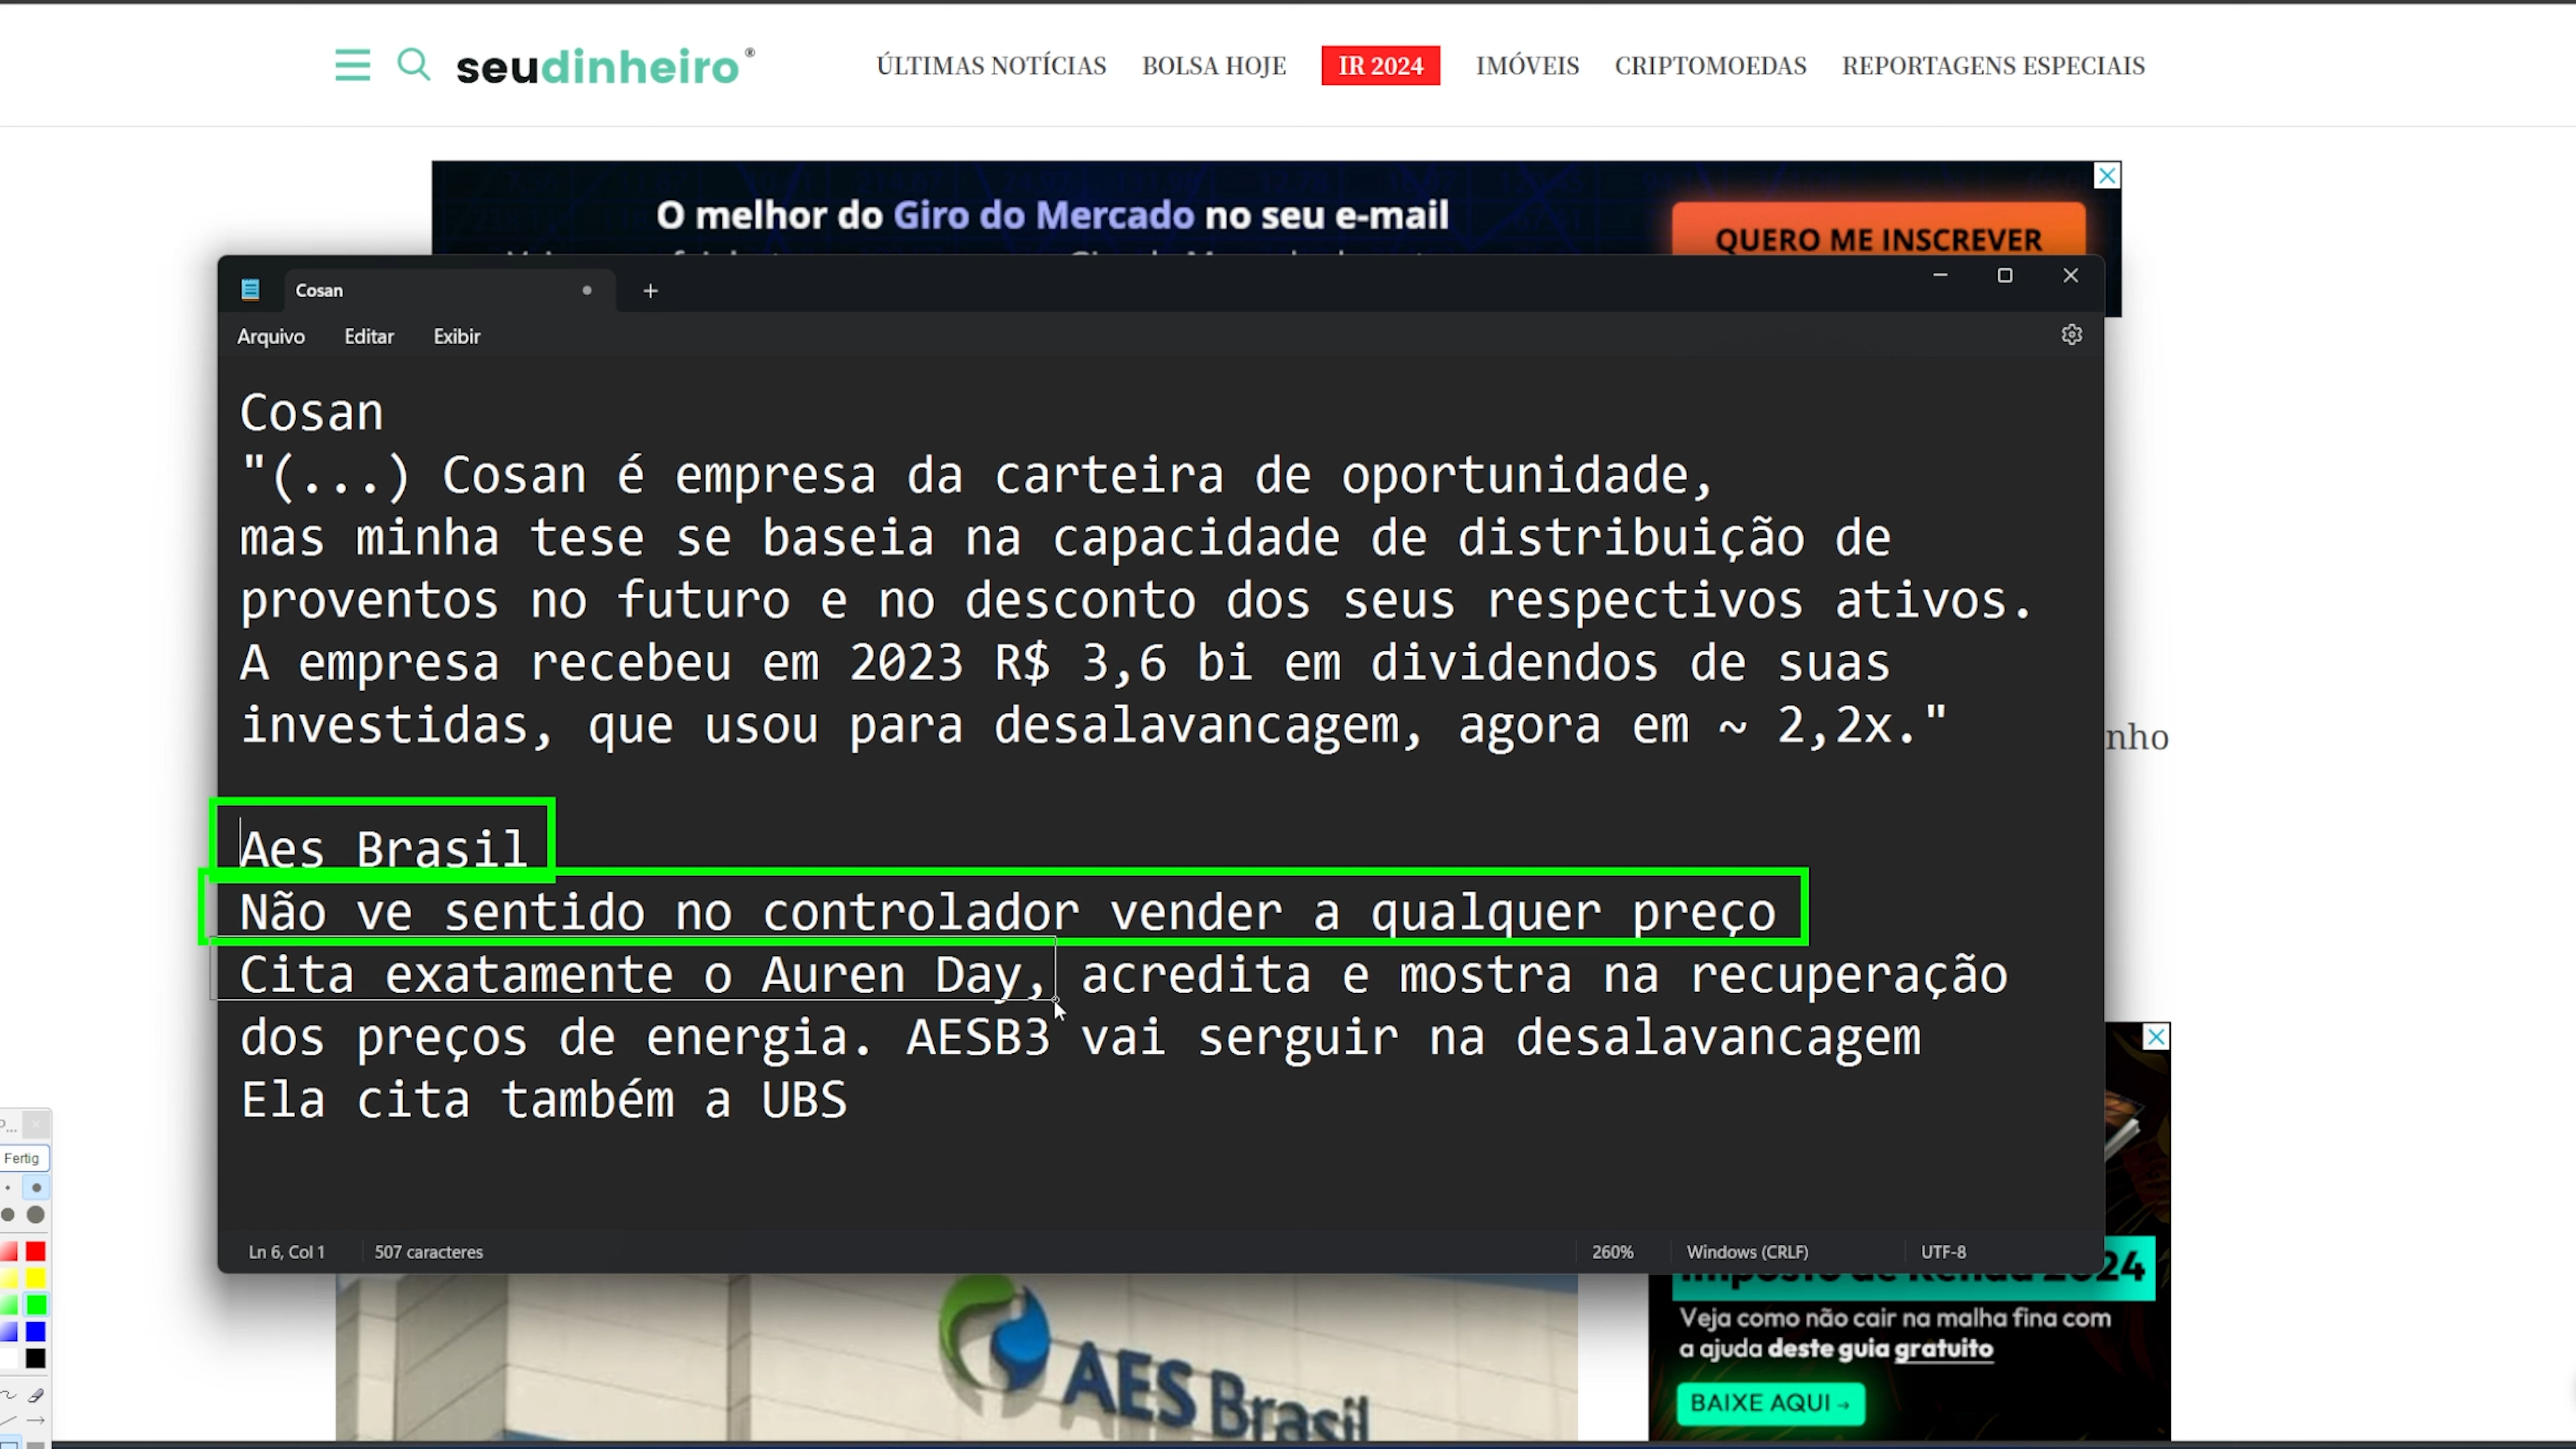 seudinheiro®
ÚLTIMAS NOTÍCIAS
BOLSA HOJE
IR 2024
IMÓVEIS
CRIPTOMOEDAS
REPORTAGENS ESPECIAIS
O melhor do Giro do Mercado no seu e-mail
QUERO ME INSCREVER
Cosan
Arquivo
Editar
Exibir
Cosan
"(...) Cosan é empresa da carteira de oportunidade,
mas minha tese se baseia na capacidade de distribuição de
proventos no futuro e no desconto dos seus respectivos ativos.
A empresa recebeu em 2023 R$ 3,6 bi em dividendos de suas
investidas, que usou para desalavancagem, agora em ~ 2,2x."
nho
Aes Brasil
Não ve sentido no controlador vender a qualquer preço
Cita exatamente o Auren Day, acredita e mostra na recuperação
dos preços de energia. AESB3 vai serguir na desalavancagem
Ela cita também a UBS
P...
Fertig
Ln 6, Col 1
507 caracteres
260%
Windows (CRLF)
UTF-8
Imposto de Renda 2024
Veja como não cair na malha fina com
a ajuda deste guia gratuito
BAIXE AQUI →
AES Brasil